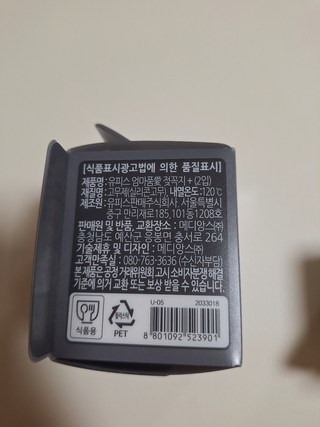 [식품표시광고법에 의한 품질표시]
제품명 : 유피스 엄마품愛 젖꼭지+(2입)
재질명 : 고무제(실리콘고무), 내열온도:120℃
제조원 : 유피스판매주식회사 서울특별시
중구 만리재로185,101동1208호
판매원 및 반품, 교환장소 : 메디앙스㈜
충청남도 예산군 응봉면 충서로 264
기술제휴 및 디자인 : 메디앙스㈜
고객만족실 : 080-763-3636 (수신자부담)
본 제품은 공정거래위원회 고시 소비자분쟁해결
기준에 의거 교환 또는 보상 받을 수 있습니다.
식품용
플라스틱
PET
U-05 2033018
8 801092 523901